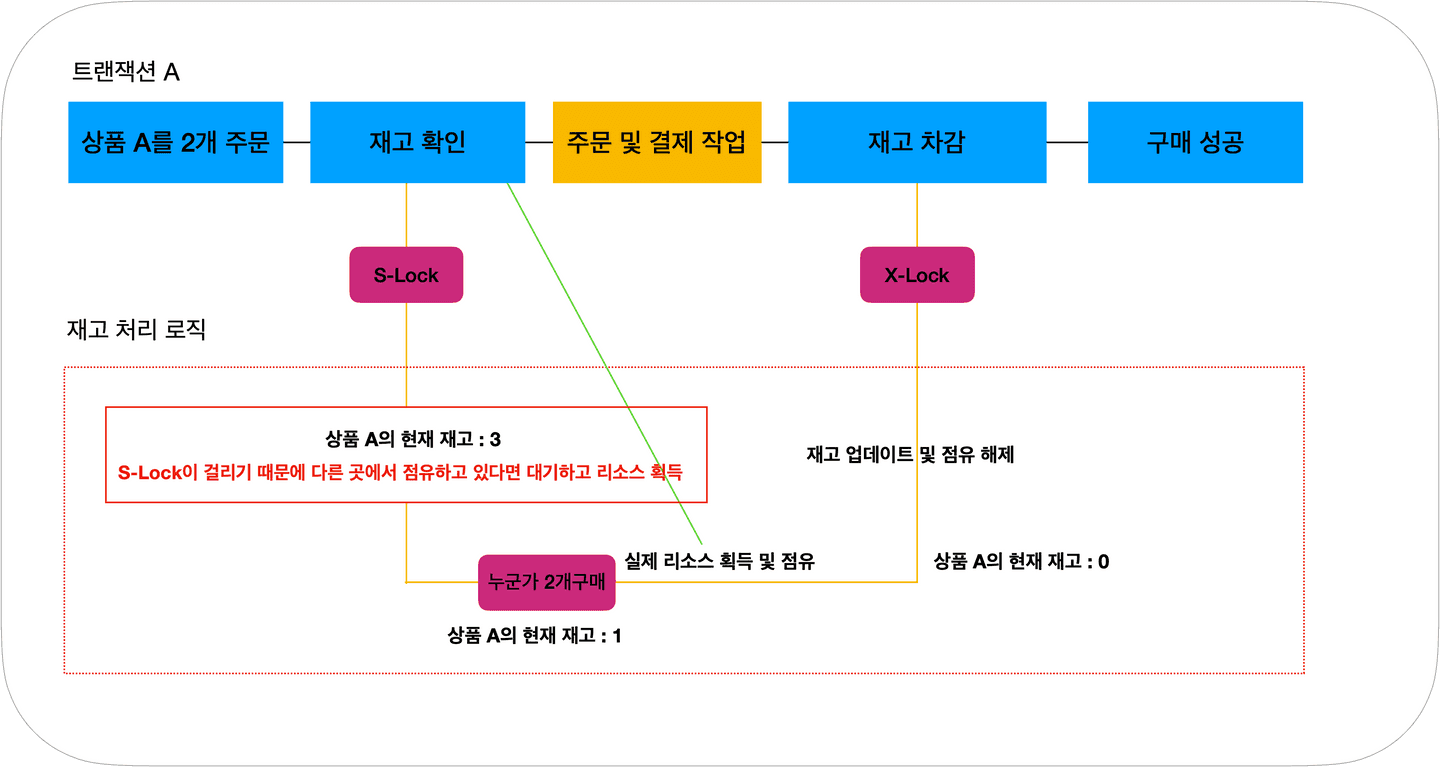 트랜잭션 A
상품 A를 2개 주문
재고 확인
주문 및 결제 작업
재고 차감
구매 성공
S-Lock
X-Lock
재고 처리 로직
상품 A의 현재 재고 : 3
S-Lock이 걸리기 때문에 다른 곳에서 점유하고 있다면 대기하고 리소스 획득
재고 업데이트 및 점유 해제
실제 리소스 획득 및 점유
상품 A의 현재 재고 : 0
누군가 2개구매
상품 A의 현재 재고 : 1